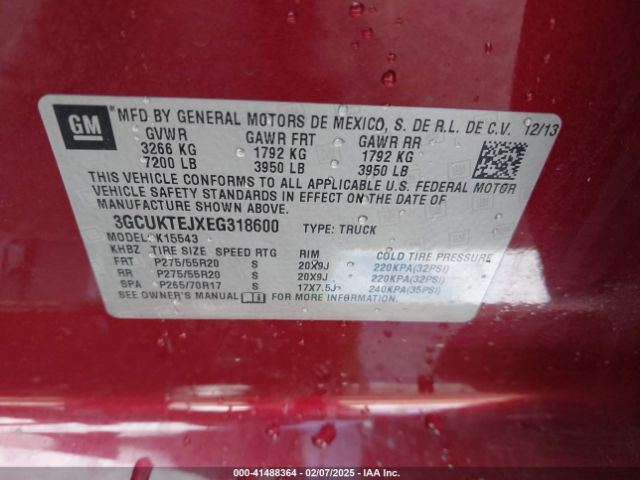 GM
*MFD BY GENERAL MOTORS DE MEXICO, S. DE R.L. DE C.V. 12/13
GVWR GAWR FRT GAWR RR
3266 KG 1792 KG 1792 KG
7200 LB 3950 LB 3950 LB
THIS VEHICLE CONFORMS TO ALL APPLICABLE U.S. FEDERAL MOTOR
VEHICLE SAFETY STANDARDS IN EFFECT ON THE DATE OF
MANUFACTURE SHOWN ABOVE.
3GCUKTEJXEG318600 TYPE: TRUCK
MODEL: K15543
KHBZ TIRE SIZE SPEED RTG RIM COLD TIRE PRESSURE
FRT P275/55R20 S 20X9J 220KPA(32PSI)
RR P275/55R20 S 20X9J 220KPA(32PSI)
SPA P265/70R17 S 17X7.5J 240KPA(35PSI)
SEE OWNER'S MANUAL FOR MORE INFORMATION.
000-41488364 - 02/07/2025 - IAA Inc.